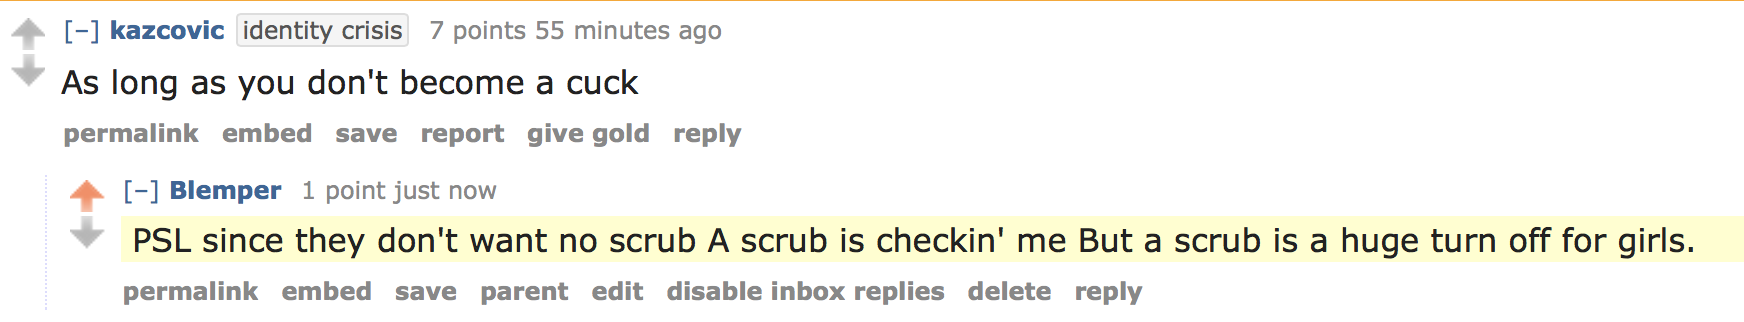 [–] kazcovic identity crisis 7 points 55 minutes ago
As long as you don't become a cuck
permalink embed save report give gold reply
[–] Blemper 1 point just now
PSL since they don't want no scrub A scrub is checkin' me But a scrub is a huge turn off for girls.
permalink embed save parent edit disable inbox replies delete reply